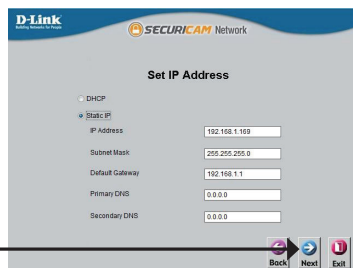 D-Link
Building Networks for People
SECURICAM Network
Set IP Address
DHCP
Static IP
IP Address 192.168.1.169
Subnet Mask 255.255.255.0
Default Gateway 192.168.1.1
Primary DNS 0.0.0.0
Secondary DNS 0.0.0.0
Back Next Exit